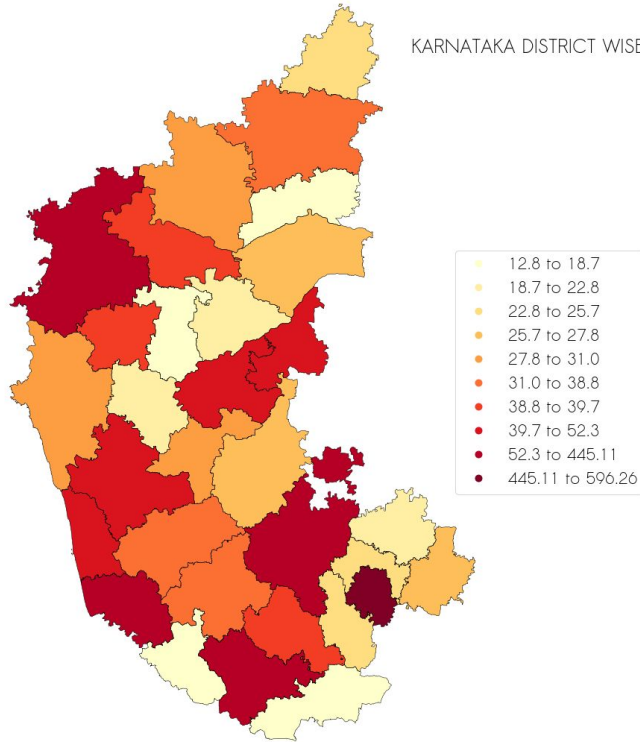 KARNATAKA DISTRICT WISE
12.8 to 18.7
18.7 to 22.8
22.8 to 25.7
25.7 to 27.8
27.8 to 31.0
31.0 to 38.8
38.8 to 39.7
39.7 to 52.3
52.3 to 445.11
445.11 to 596.26